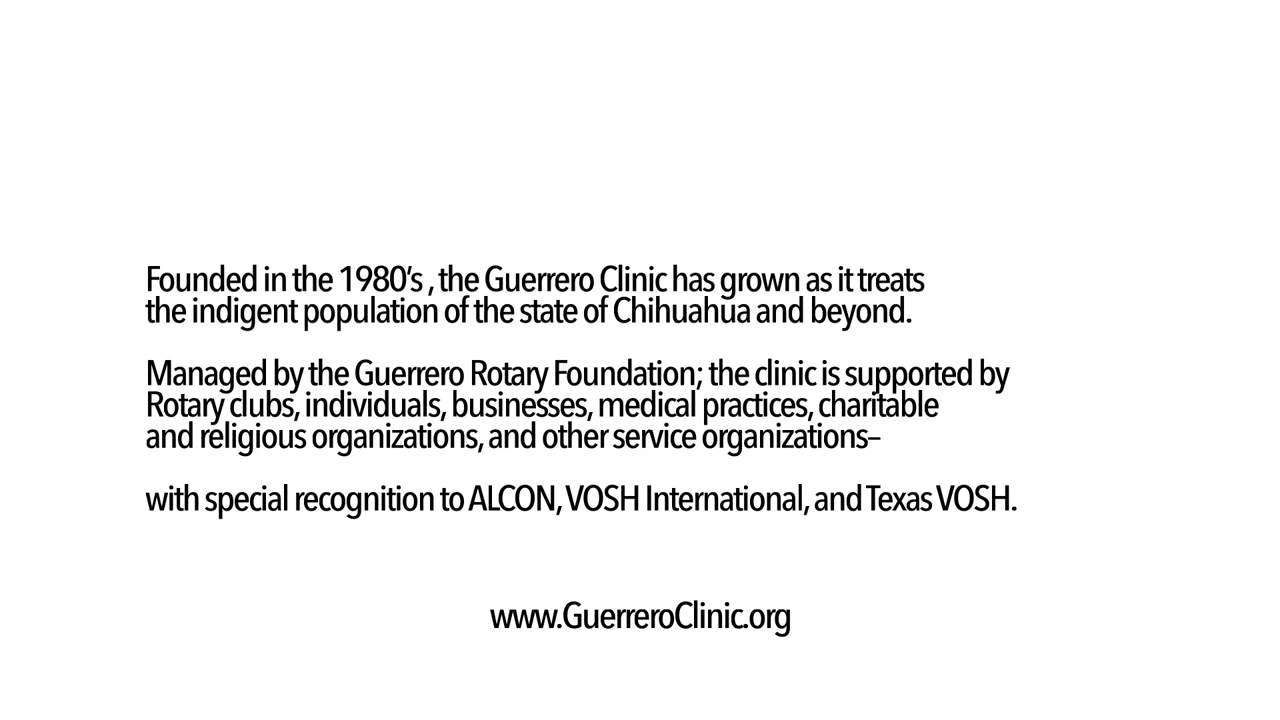 Founded in the 1980’s , the Guerrero Clinic has grown as it treats
the indigent population of the state of Chihuahua and beyond.
Managed by the Guerrero Rotary Foundation; the clinic is supported by
Rotary clubs, individuals, businesses, medical practices, charitable
and religious organizations, and other service organizations–
with special recognition to ALCON, VOSH International, and Texas VOSH.
www.GuerreroClinic.org